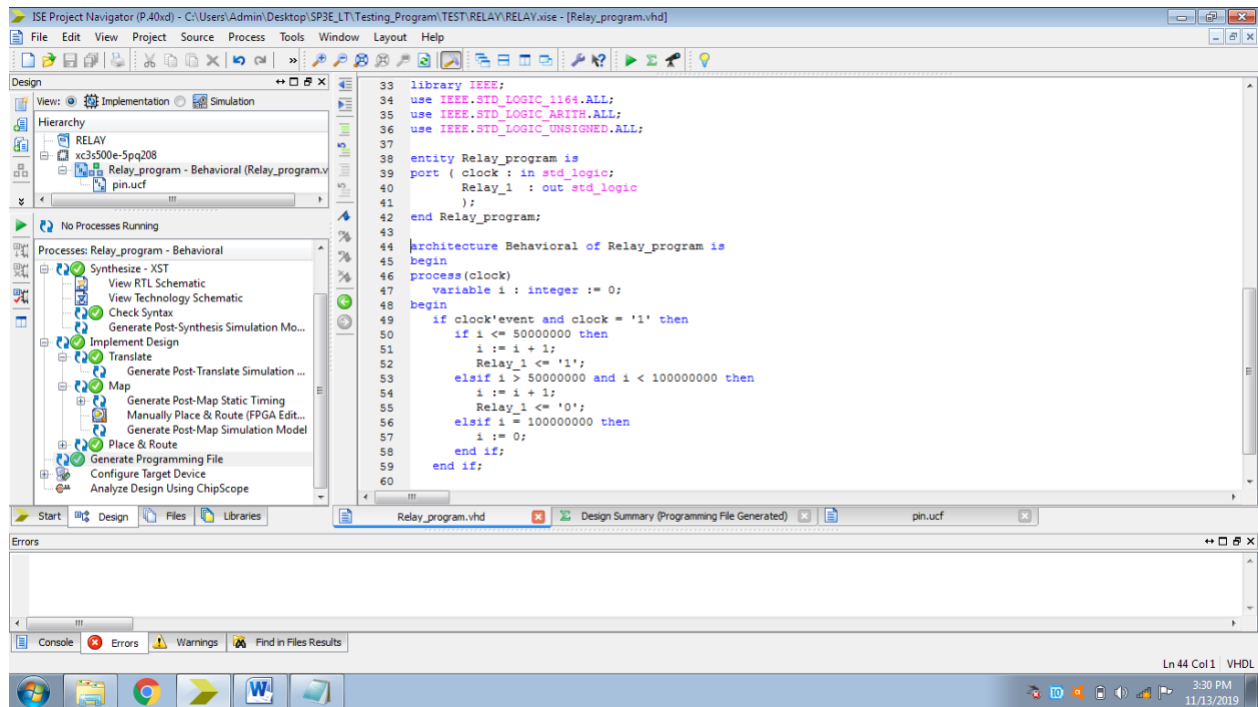 ISE Project Navigator (P.40xd) - C:\Users\Admin\Desktop\SP3E_LT\Testing_Program\TEST\RELAY\RELAY.xise - [Relay_program.vhd]
File Edit View Project Source Process Tools Window Layout Help
Design
View: Implementation Simulation
Hierarchy
RELAY
xc3s500e-5pq208
Relay_program - Behavioral (Relay_program.v
pin.ucf
No Processes Running
Processes: Relay_program - Behavioral
Synthesize - XST
View RTL Schematic
View Technology Schematic
Check Syntax
Generate Post-Synthesis Simulation Mo...
Implement Design
Translate
Generate Post-Translate Simulation ...
Map
Generate Post-Map Static Timing
Manually Place & Route (FPGA Edit...
Generate Post-Map Simulation Model
Place & Route
Generate Programming File
Configure Target Device
Analyze Design Using ChipScope
Start Design Files Libraries
33 library IEEE;
34 use IEEE.STD_LOGIC_1164.ALL;
35 use IEEE.STD_LOGIC_ARITH.ALL;
36 use IEEE.STD_LOGIC_UNSIGNED.ALL;
37
38 entity Relay_program is
39 port ( clock : in std_logic;
40 Relay_1 : out std_logic
41 );
42 end Relay_program;
43
44 architecture Behavioral of Relay_program is
45 begin
46 process(clock)
47 variable i : integer := 0;
48 begin
49 if clock'event and clock = '1' then
50 if i <= 50000000 then
51 i := i + 1;
52 Relay_1 <= '1';
53 elsif i > 50000000 and i < 100000000 then
54 i := i + 1;
55 Relay_1 <= '0';
56 elsif i = 100000000 then
57 i := 0;
58 end if;
59 end if;
60
Relay_program.vhd Design Summary (Programming File Generated) pin.ucf
Errors
Console Errors Warnings Find in Files Results
Ln 44 Col 1 VHDL
3:30 PM
11/13/2019